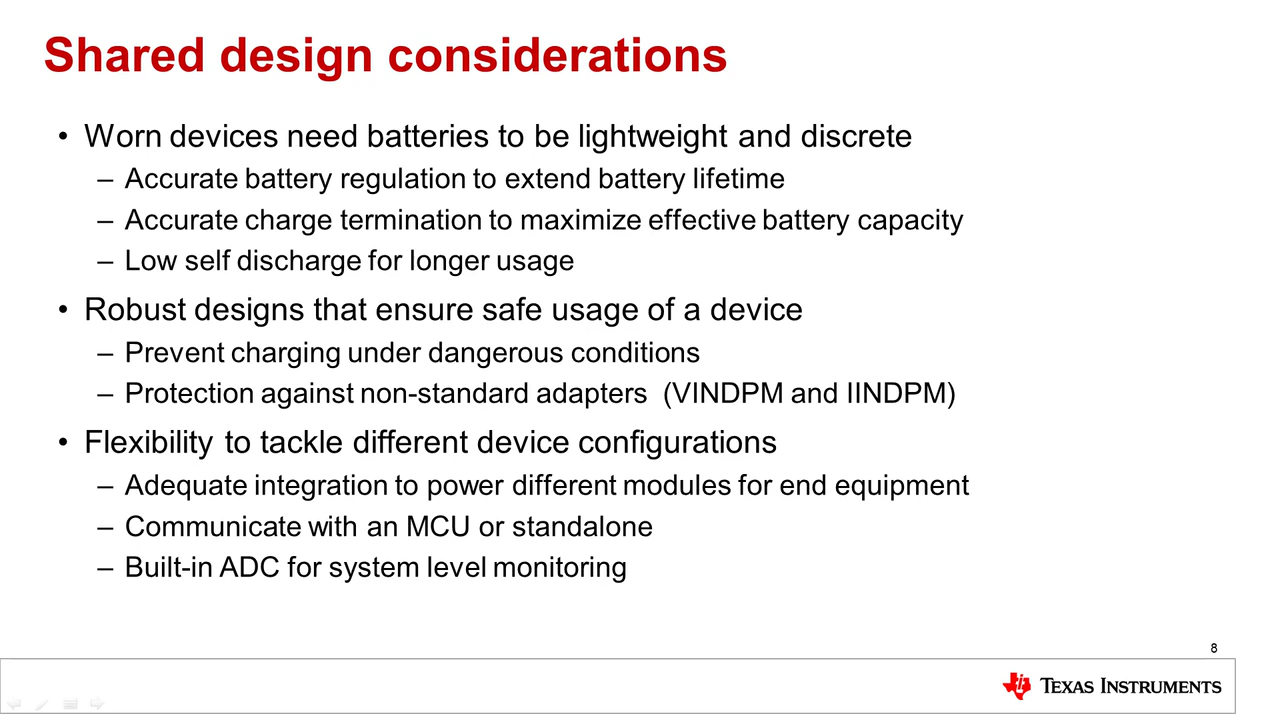 Shared design considerations
• Worn devices need batteries to be lightweight and discrete
– Accurate battery regulation to extend battery lifetime
– Accurate charge termination to maximize effective battery capacity
– Low self discharge for longer usage
• Robust designs that ensure safe usage of a device
– Prevent charging under dangerous conditions
– Protection against non-standard adapters (VINDPM and IINDPM)
• Flexibility to tackle different device configurations
– Adequate integration to power different modules for end equipment
– Communicate with an MCU or standalone
– Built-in ADC for system level monitoring
8
TEXAS INSTRUMENTS